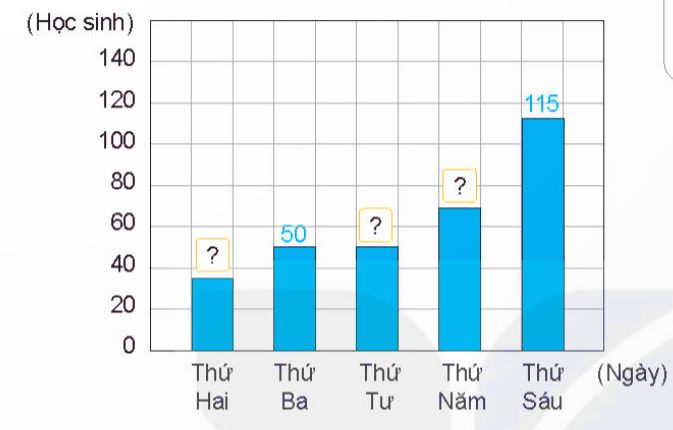 (Học sinh)
140
120
100
80
60
40
20
0
?
50
?
?
115
Thứ Hai
Thứ Ba
Thứ Tư
Thứ Năm
Thứ Sáu
(Ngày)